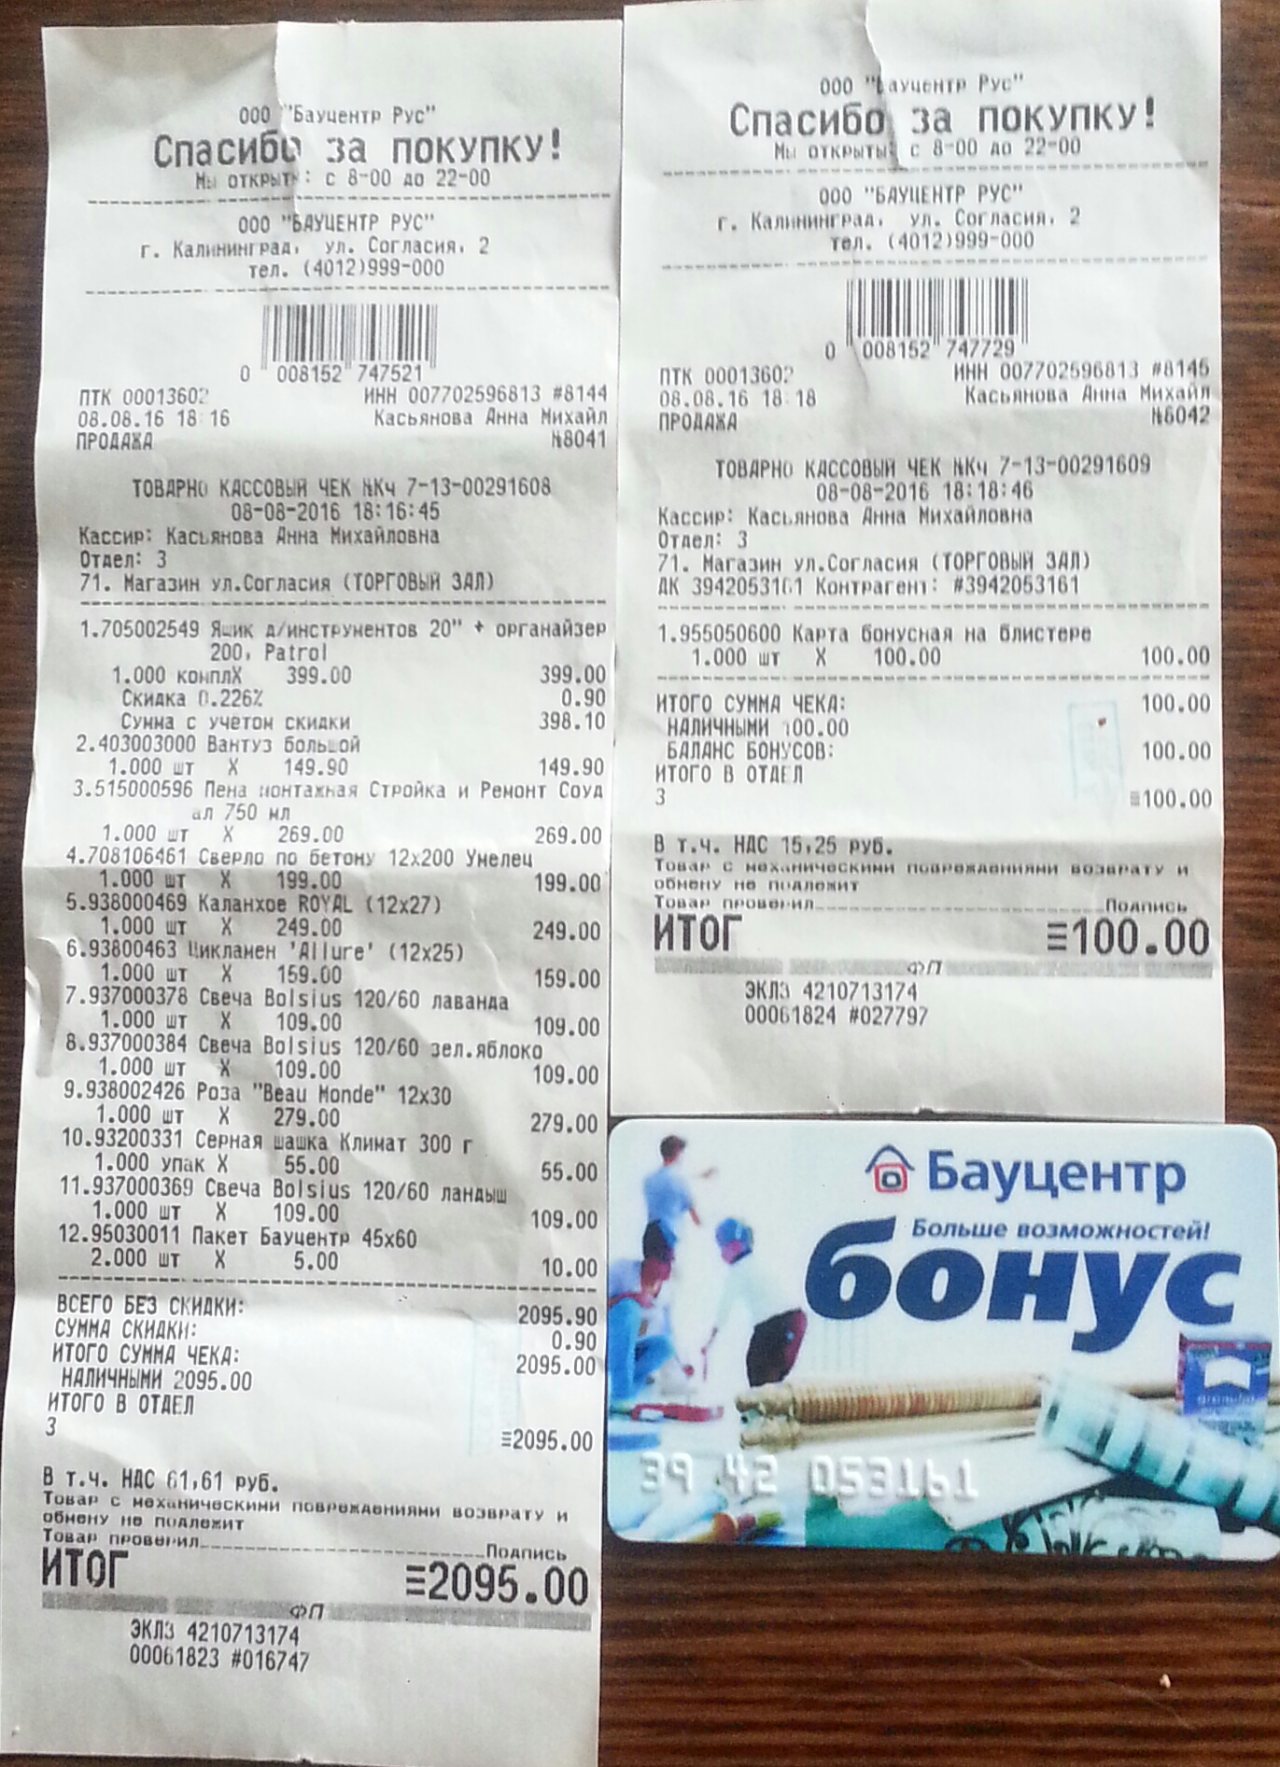 ООО "Бауцентр Рус"
Спасибо за покупку!
Мы открыты: с 8-00 до 22-00
ООО "БАУЦЕНТР РУС"
г. Калининград, ул. Согласия, 2
тел. (4012)999-000
0 008152 747521
ПТК 00013602 ИНН 007702596813 #8144
08.08.16 18:16 Касьянова Анна Михайл
ПРОДАЖА №8041
ТОВАРНО КАССОВЫЙ ЧЕК №Кч 7-13-00291608
08-08-2016 18:16:45
Кассир: Касьянова Анна Михайловна
Отдел: 3
71. Магазин ул.Согласия (ТОРГОВЫЙ ЗАЛ)
1.705002549 Ящик д/инструментов 20" + органайзер
200, Patrol
1.000 комплХ 399.00 399.00
Скидка 0.226% 0.90
Сумма с учетом скидки 398.10
2.403003000 Вантуз большой
1.000 шт Х 149.90 149.90
3.515000596 Пена монтажная Стройка и Ремонт Соуд
ал 750 мл
1.000 шт Х 269.00 269.00
4.708106461 Сверло по бетону 12х200 Умелец
1.000 шт Х 199.00 199.00
5.938000469 Каланхое ROYAL (12х27)
1.000 шт Х 249.00 249.00
6.93800463 Цикламен 'Allure' (12х25)
1.000 шт Х 159.00 159.00
7.937000378 Свеча Bolsius 120/60 лаванда
1.000 шт Х 109.00 109.00
8.937000384 Свеча Bolsius 120/60 зел.яблоко
1.000 шт Х 109.00 109.00
9.938002426 Роза "Beau Monde" 12х30
1.000 шт Х 279.00 279.00
10.93200331 Серная шашка Климат 300 г
1.000 упак Х 55.00 55.00
11.937000369 Свеча Bolsius 120/60 ландыш
1.000 шт Х 109.00 109.00
12.95030011 Пакет Бауцентр 45х60
2.000 шт Х 5.00 10.00
ВСЕГО БЕЗ СКИДКИ: 2095.90
СУММА СКИДКИ: 0.90
ИТОГО СУММА ЧЕКА: 2095.00
НАЛИЧНЫМИ 2095.00
ИТОГО В ОТДЕЛ
3 ≡2095.00
В т.ч. НДС 61,61 руб.
Товар с механическими повреждениями возврату и
обмену не подлежит
Товар проверил Подпись
ИТОГ ≡2095.00
ФП
ЭКЛЗ 4210713174
00061823 #016747
ООО "Бауцентр Рус"
Спасибо за покупку!
Мы открыты: с 8-00 до 22-00
ООО "БАУЦЕНТР РУС"
г. Калининград, ул. Согласия, 2
тел. (4012)999-000
0 008152 747729
ПТК 00013602 ИНН 007702596813 #8145
08.08.16 18:18 Касьянова Анна Михайл
ПРОДАЖА №8042
ТОВАРНО КАССОВЫЙ ЧЕК №Кч 7-13-00291609
08-08-2016 18:18:46
Кассир: Касьянова Анна Михайловна
Отдел: 3
71. Магазин ул.Согласия (ТОРГОВЫЙ ЗАЛ)
ДК 3942053161 Контрагент: #3942053161
1.955050600 Карта бонусная на блистере
1.000 шт Х 100.00 100.00
ИТОГО СУММА ЧЕКА: 100.00
НАЛИЧНЫМИ 100.00
БАЛАНС БОНУСОВ: 100.00
ИТОГО В ОТДЕЛ
3 ≡100.00
В т.ч. НДС 15,25 руб.
Товар с механическими повреждениями возврату и
обмену не подлежит
Товар проверил Подпись
ИТОГ ≡100.00
ФП
ЭКЛЗ 4210713174
00061824 #027797
Бауцентр
Больше возможностей!
бонус
39 42 053161